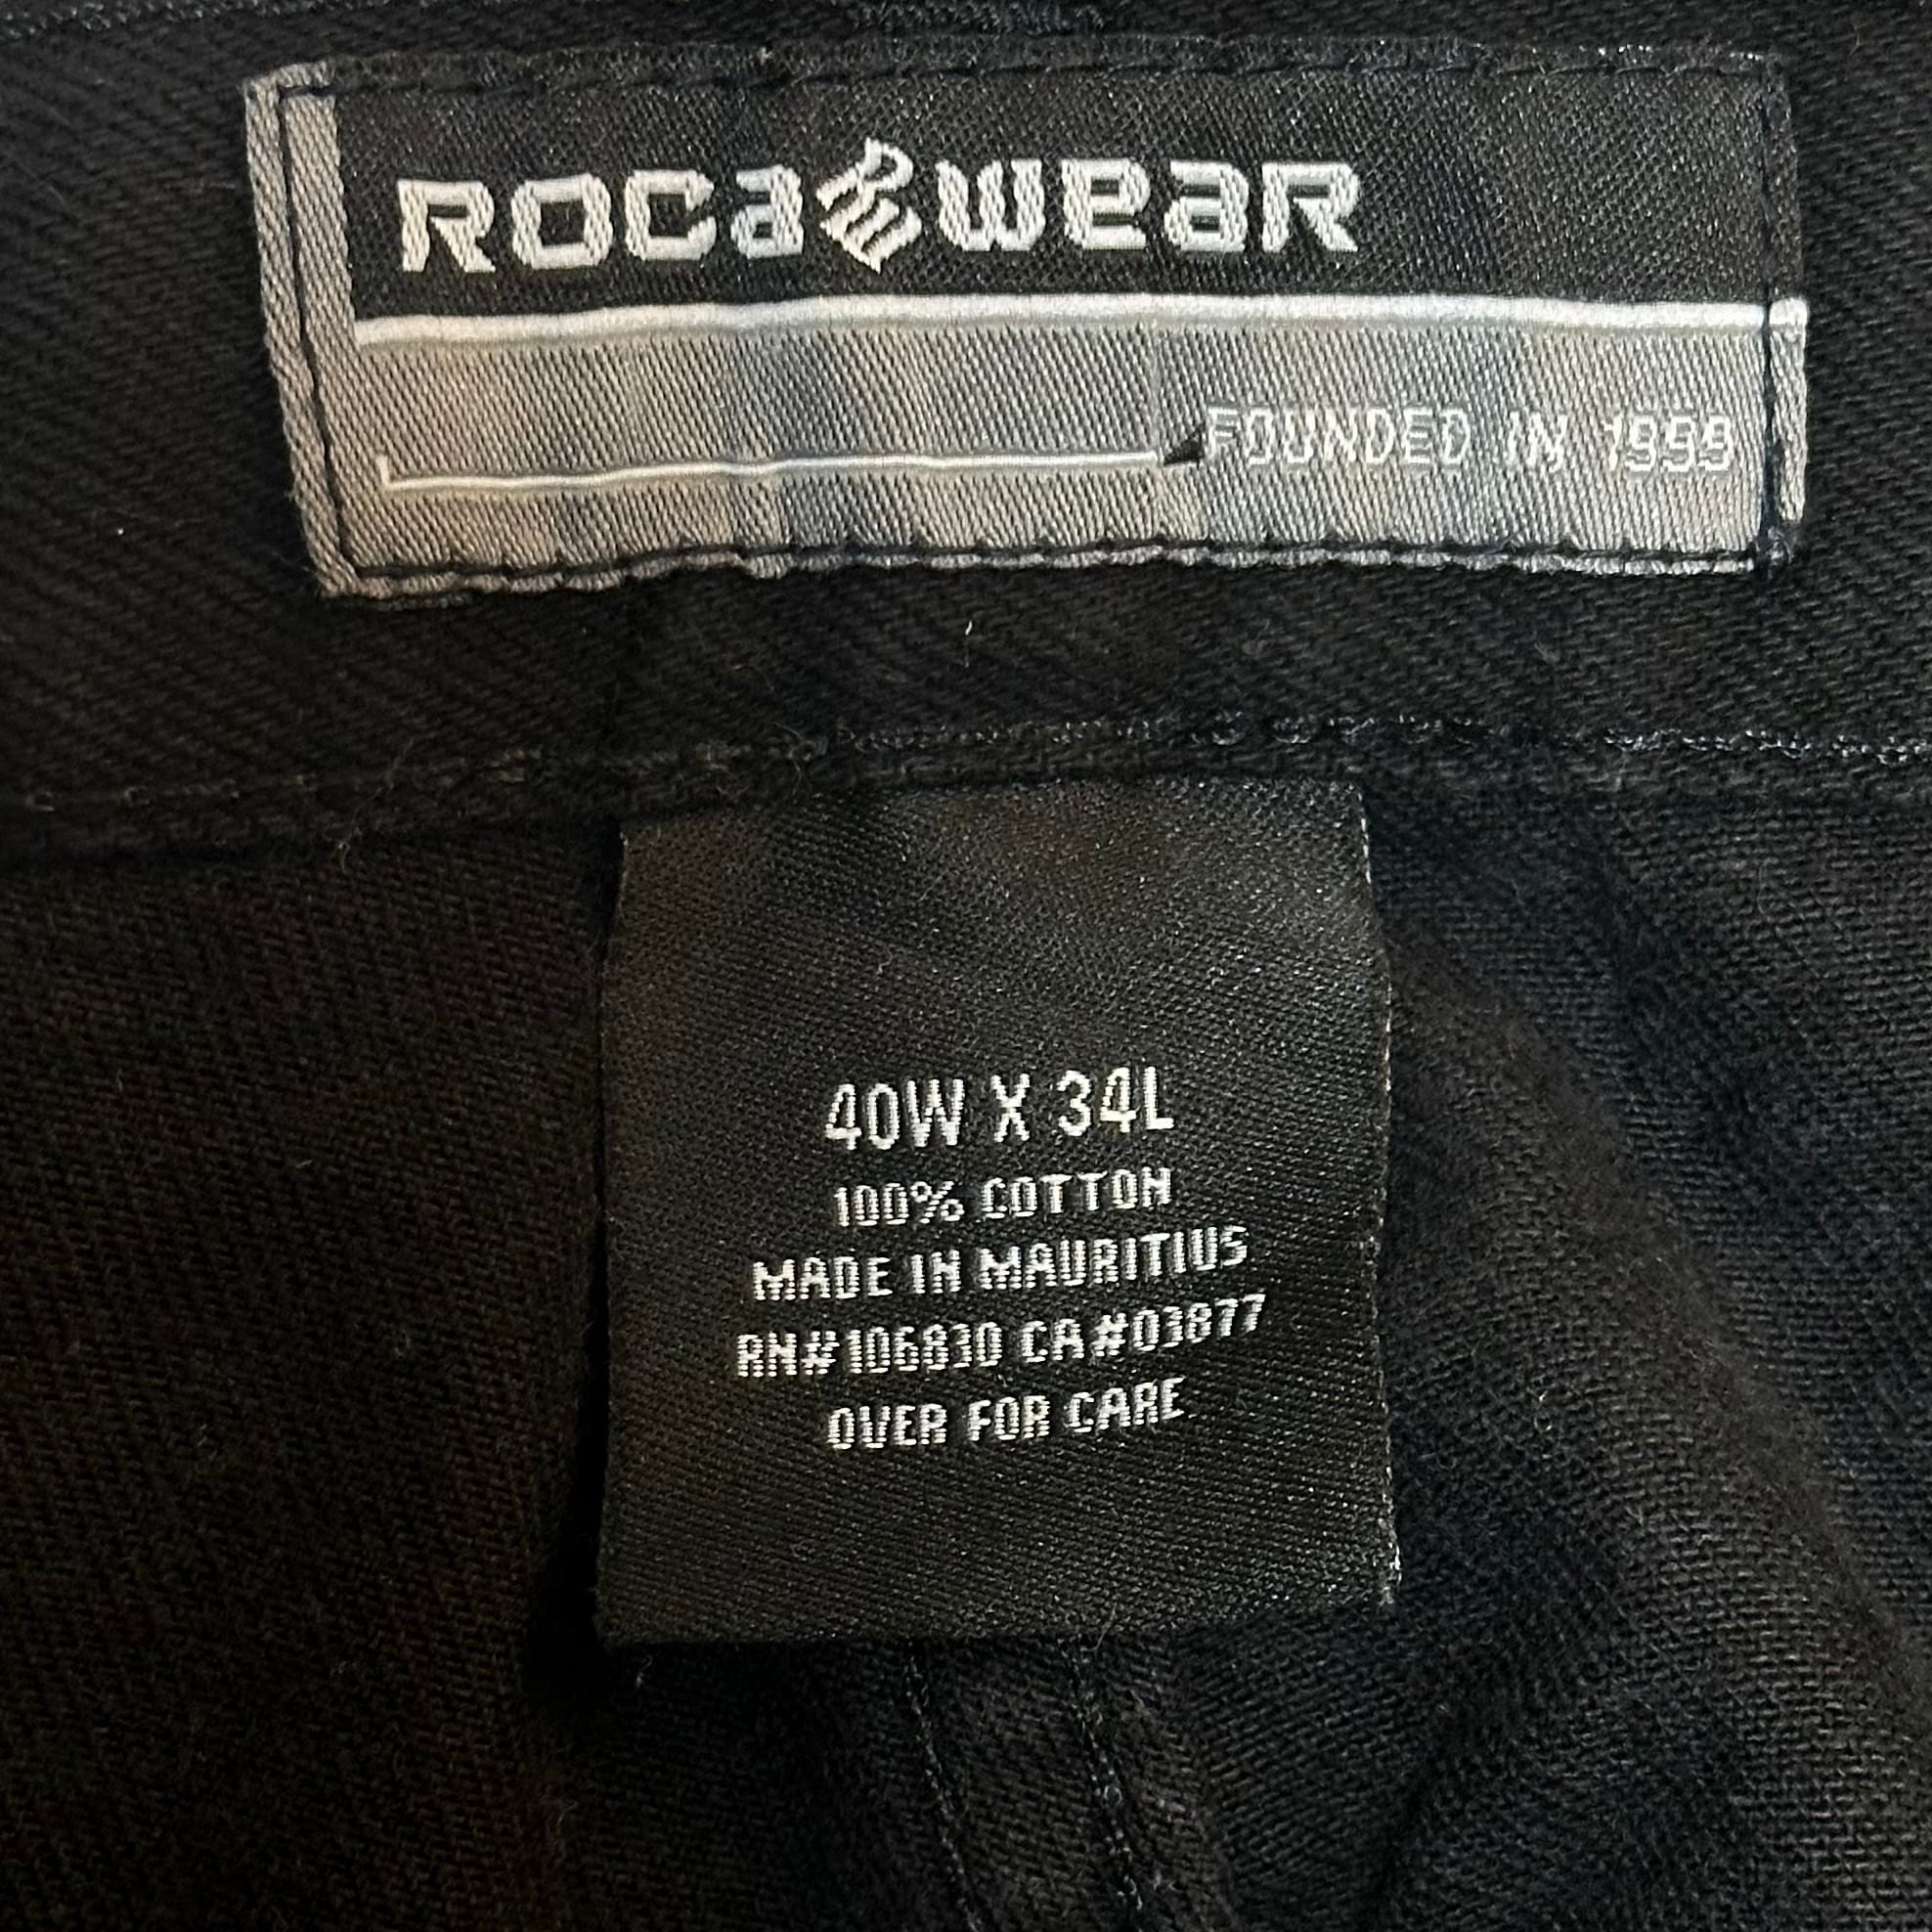 ROCAWEAR
FOUNDED IN 1999
40W X 34L
100% COTTON
MADE IN MAURITIUS
RN#106830 CA#03877
OVER FOR CARE